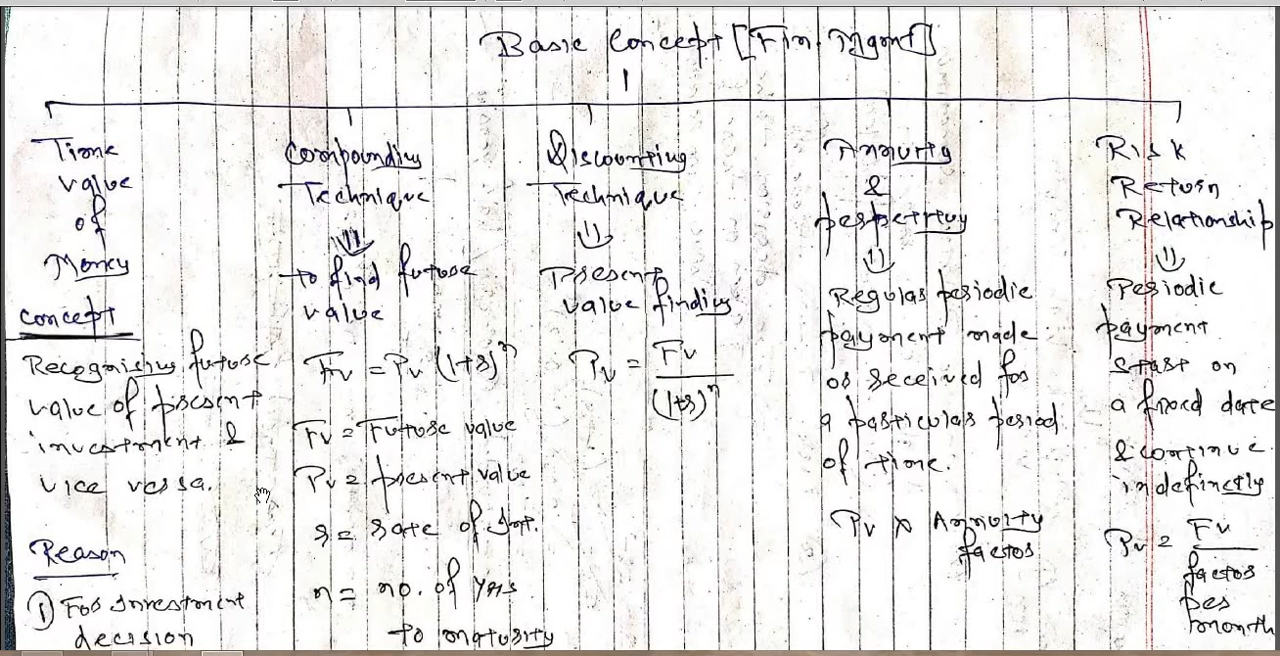 Basic Concept [Fin. Mgmt]
Time
value
of
Money
Concept
Recognising future
value of present
investment &
vice versa.
Reason
① For Investment
decision
Compounding
Technique
⇓
to find future
value
Fv = Pv (1+r)^n
Fv = Future value
Pv = present value
r = rate of Int.
n = no. of yrs
to maturity
Discounting
Technique
⇓
Present
value finding
Pv = Fv
(1+r)^n
Annuity
&
perpetuity
⇓
Regular periodic
payment made
or received for
a particular period
of time.
Pv x Annuity
factor
Risk
Return
Relationship
⇓
Periodic
payment
start on
a fixed date
& continue
indefinetly
Pv = Fv
factor
per
month